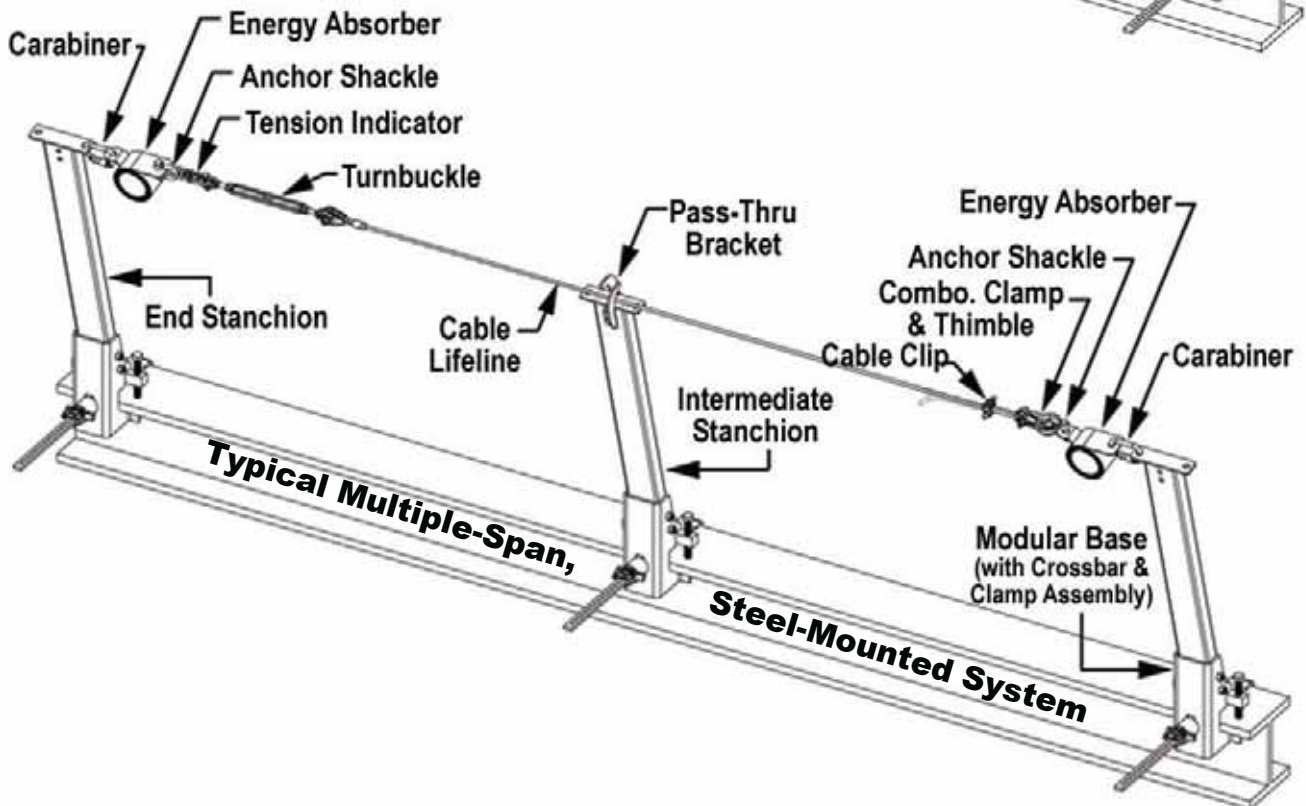 Energy Absorber
Carabiner
Anchor Shackle
Tension Indicator
Turnbuckle
Pass-Thru
Bracket
Energy Absorber
Anchor Shackle
Combo. Clamp
& Thimble
Cable Clip
Carabiner
End Stanchion
Cable
Lifeline
Intermediate
Stanchion
Modular Base
(with Crossbar &
Clamp Assembly)
Typical Multiple-Span,
Steel-Mounted System